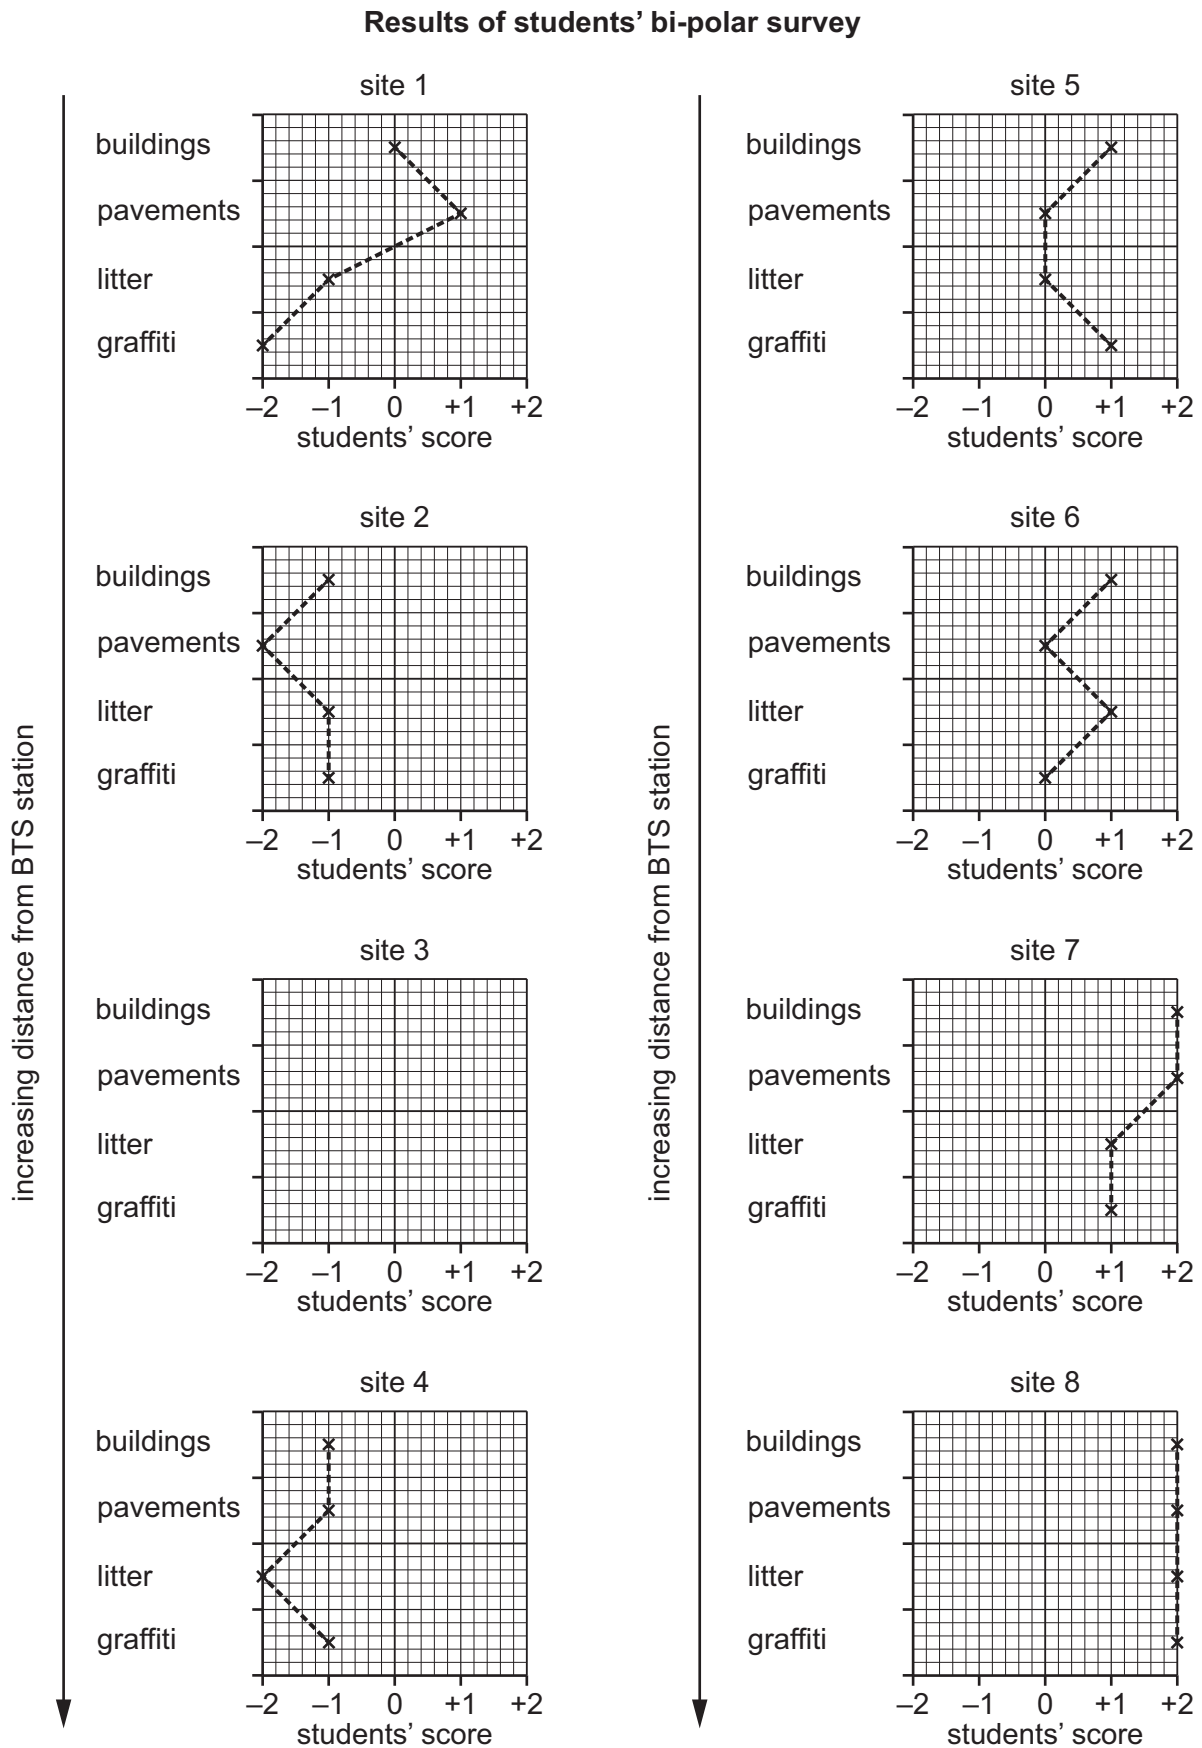 Results of students’ bi-polar survey
increasing distance from BTS station
site 1
buildings
pavements
litter
graffiti
–2 –1 0 +1 +2
students’ score
site 2
buildings
pavements
litter
graffiti
–2 –1 0 +1 +2
students’ score
site 3
buildings
pavements
litter
graffiti
–2 –1 0 +1 +2
students’ score
site 4
buildings
pavements
litter
graffiti
–2 –1 0 +1 +2
students’ score
increasing distance from BTS station
site 5
buildings
pavements
litter
graffiti
–2 –1 0 +1 +2
students’ score
site 6
buildings
pavements
litter
graffiti
–2 –1 0 +1 +2
students’ score
site 7
buildings
pavements
litter
graffiti
–2 –1 0 +1 +2
students’ score
site 8
buildings
pavements
litter
graffiti
–2 –1 0 +1 +2
students’ score